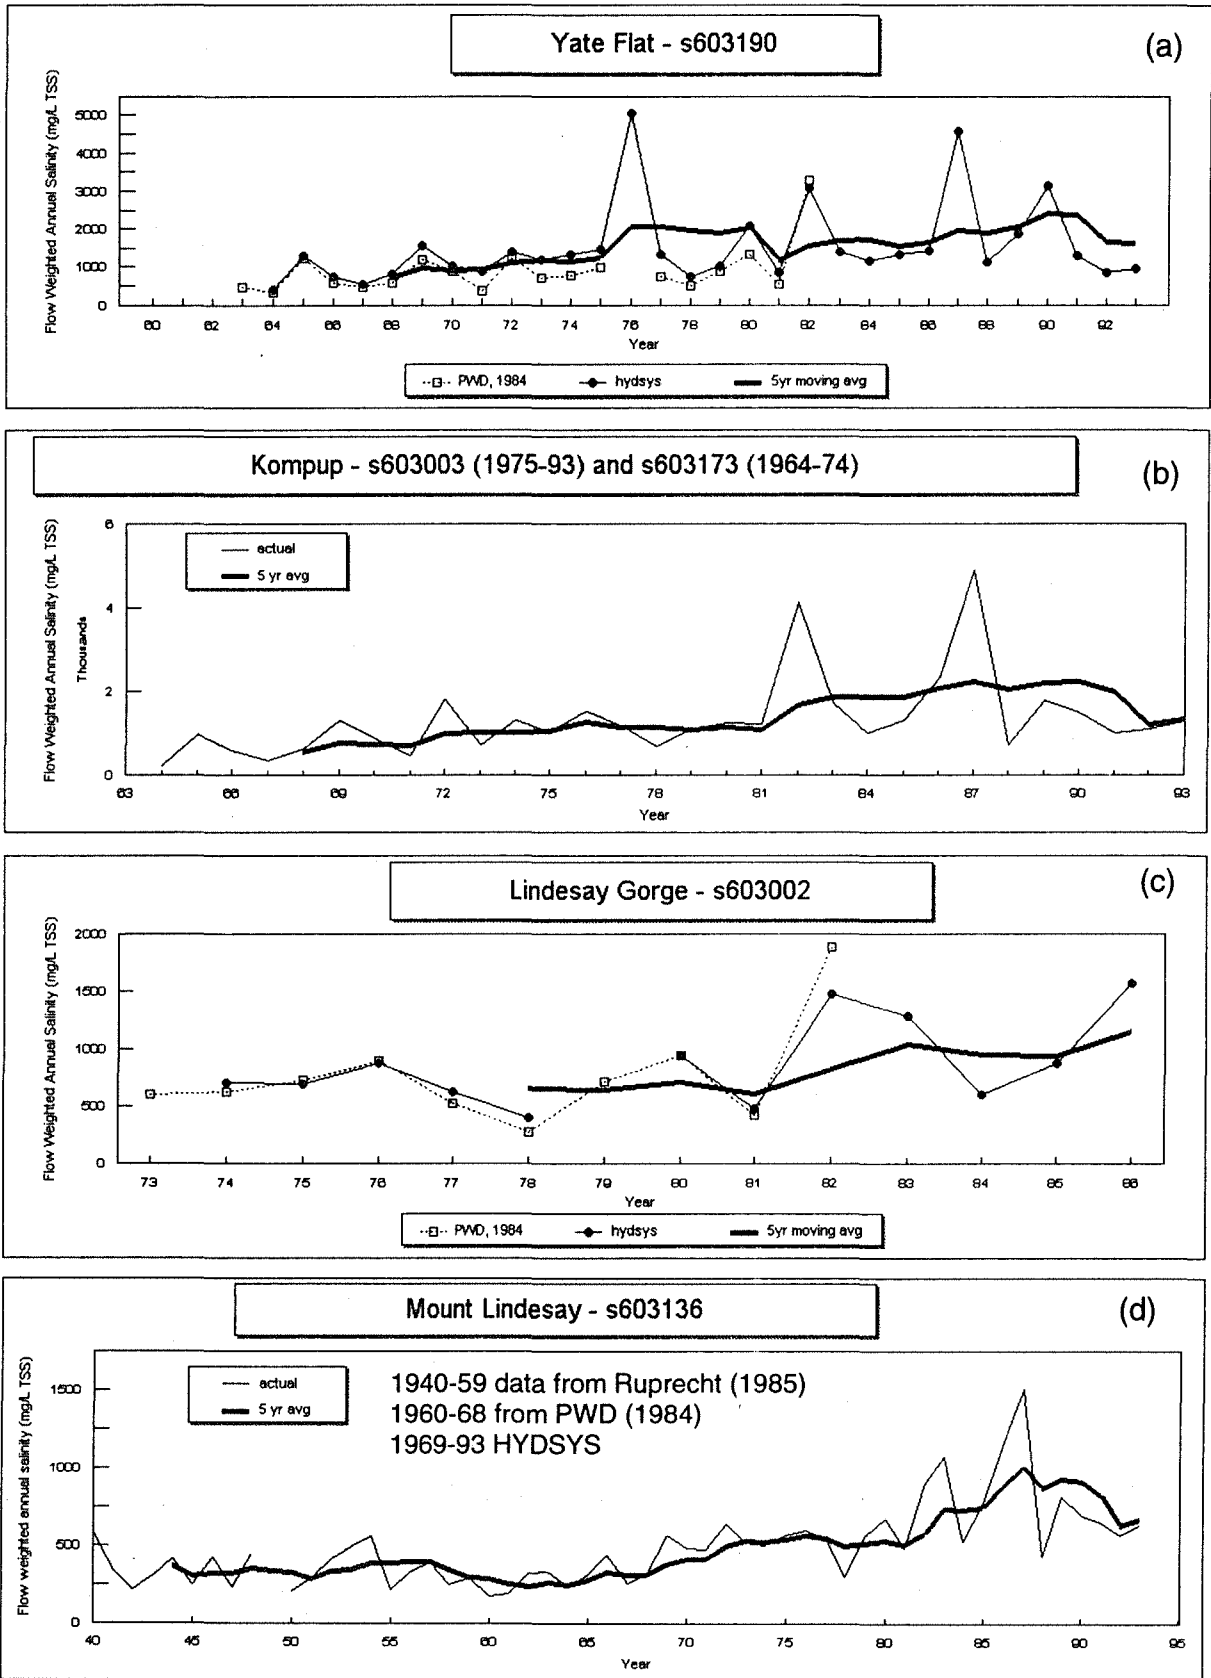 Yate Flat - s603190
(a)
Flow Weighted Annual Salinity (mg/L TSS)
5000
4000
3000
2000
1000
0
60 62 64 66 68 70 72 74 76 78 80 82 84 86 88 90 92
Year
PWD, 1984 hydsys 5yr moving avg
Kompup - s603003 (1975-93) and s603173 (1964-74)
(b)
Flow Weighted Annual Salinity (mg/L TSS)
Thousands
actual
5 yr avg
6
4
2
0
63 66 69 72 75 78 81 84 87 90 93
Year
Lindesay Gorge - s603002
(c)
Flow Weighted Annual Salinity (mg/L TSS)
2000
1500
1000
500
0
73 74 75 76 77 78 79 80 81 82 83 84 85 86
Year
PWD, 1984 hydsys 5yr moving avg
Mount Lindesay - s603136
(d)
Flow weighted annual salinity (mg/L TSS)
actual
5 yr avg
1940-59 data from Ruprecht (1985)
1960-68 from PWD (1984)
1969-93 HYDSYS
1500
1000
500
0
40 45 50 55 60 65 70 75 80 85 90 95
Year